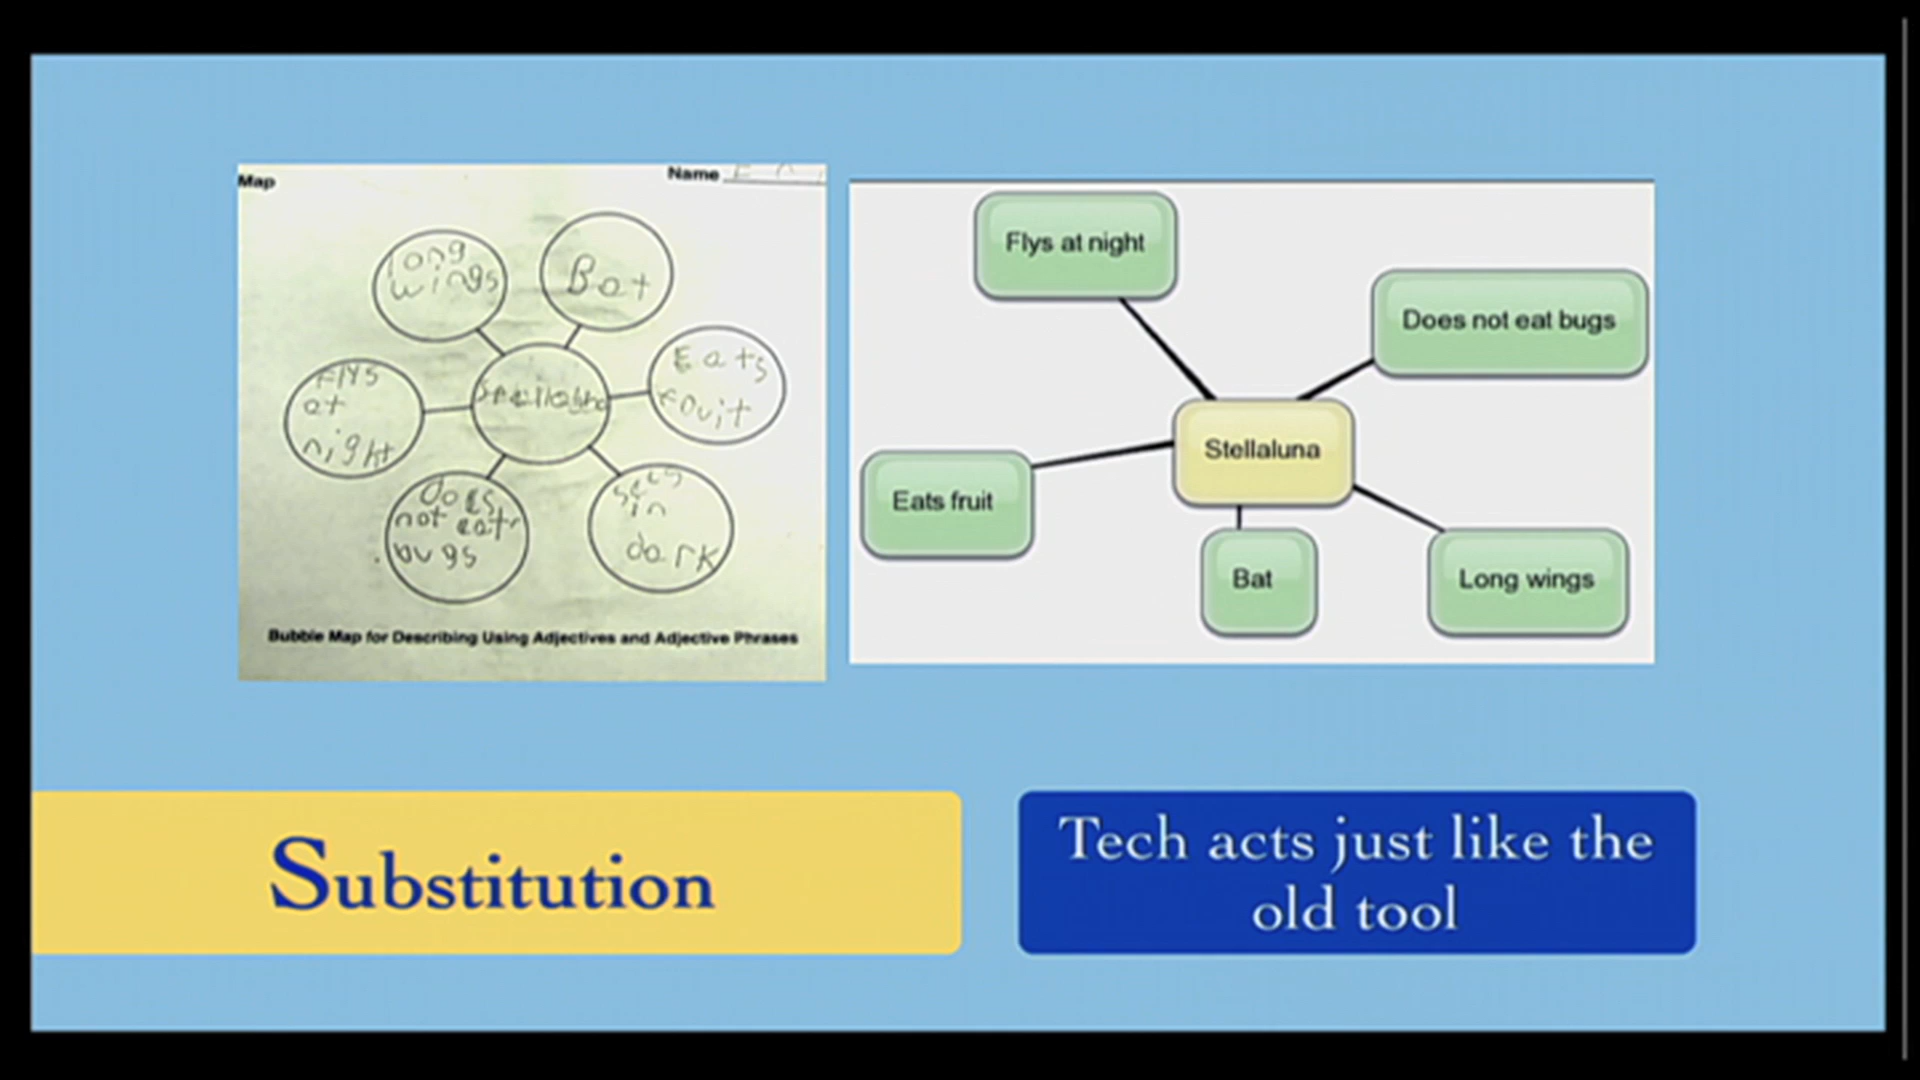 Map
Name
long
wings
Bat
Eats
fruit
Flys
at
night
does
not eat
bugs
sees
in
dark
Bubble Map for Describing Using Adjectives and Adjective Phrases
Flys at night
Does not eat bugs
Stellaluna
Eats fruit
Bat
Long wings
Substitution
Tech acts just like the
old tool